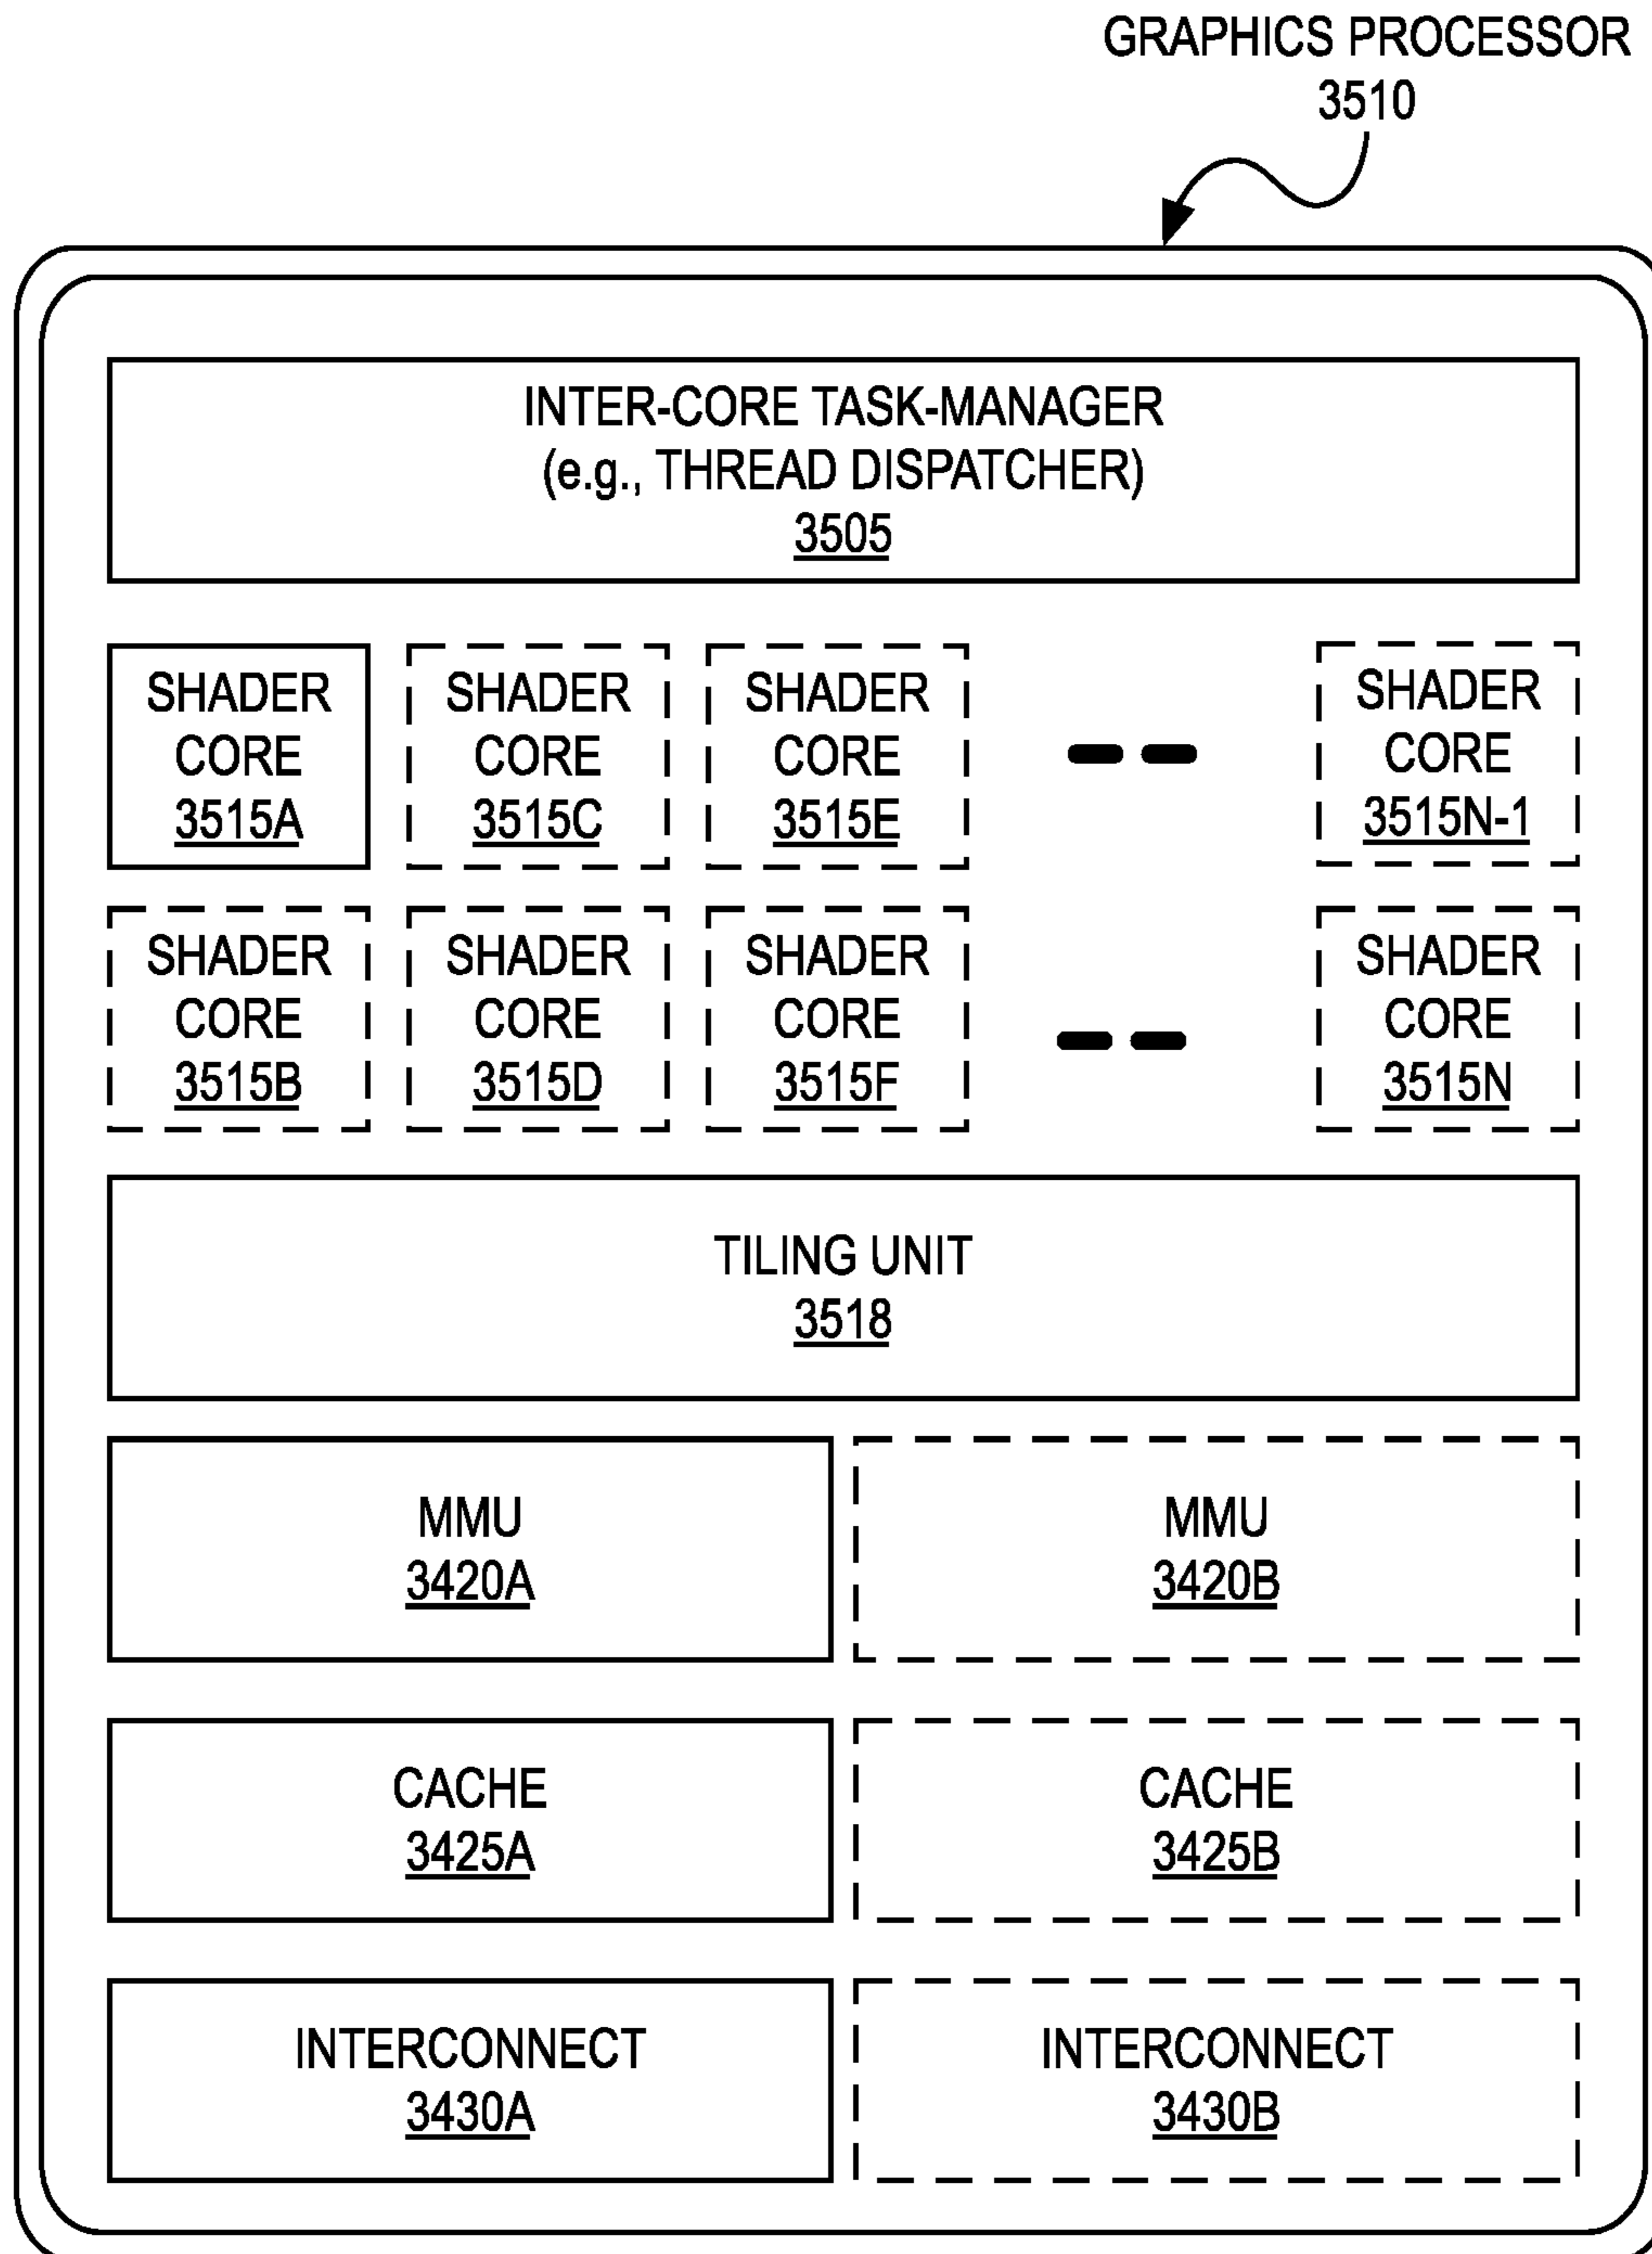 GRAPHICS PROCESSOR
3510
INTER-CORE TASK-MANAGER
(e.g., THREAD DISPATCHER)
3505
SHADER
CORE
3515A
SHADER
CORE
3515C
SHADER
CORE
3515E
SHADER
CORE
3515N-1
SHADER
CORE
3515B
SHADER
CORE
3515D
SHADER
CORE
3515F
SHADER
CORE
3515N
TILING UNIT
3518
MMU
3420A
MMU
3420B
CACHE
3425A
CACHE
3425B
INTERCONNECT
3430A
INTERCONNECT
3430B